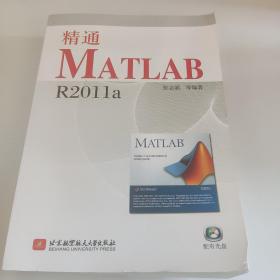 精通
MATLAB
R2011a
张志涌 等编著
MATLAB
北京航空航天大学出版社
BEIHANG UNIVERSITY PRESS
配有光盘